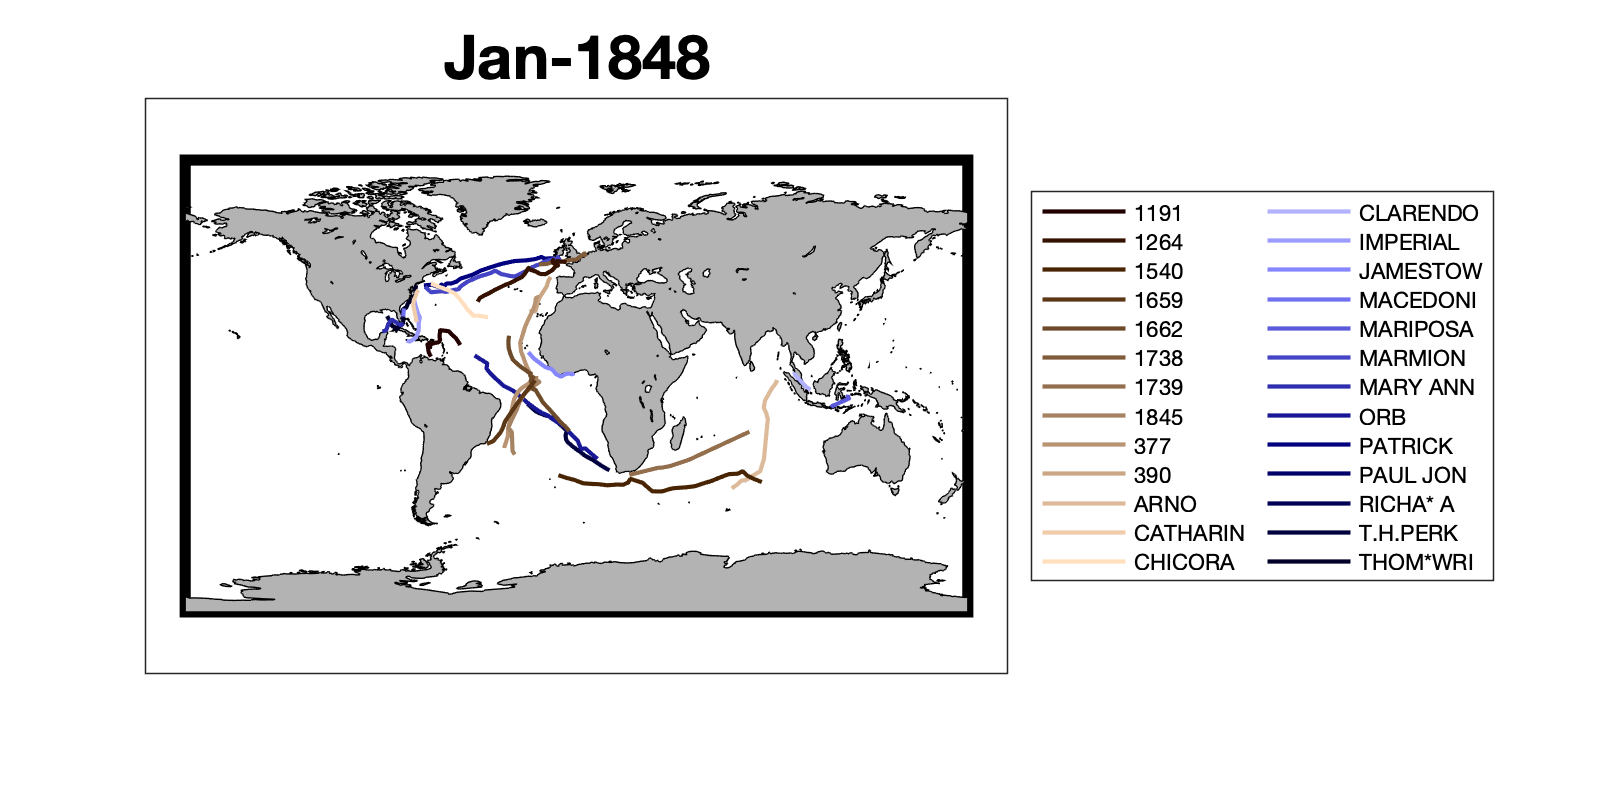 Jan-1848
1191
1264
1540
1659
1662
1738
1739
1845
377
390
ARNO
CATHARIN
CHICORA
CLARENDO
IMPERIAL
JAMESTOW
MACEDONI
MARIPOSA
MARMION
MARY ANN
ORB
PATRICK
PAUL JON
RICHA* A
T.H.PERK
THOM*WRI